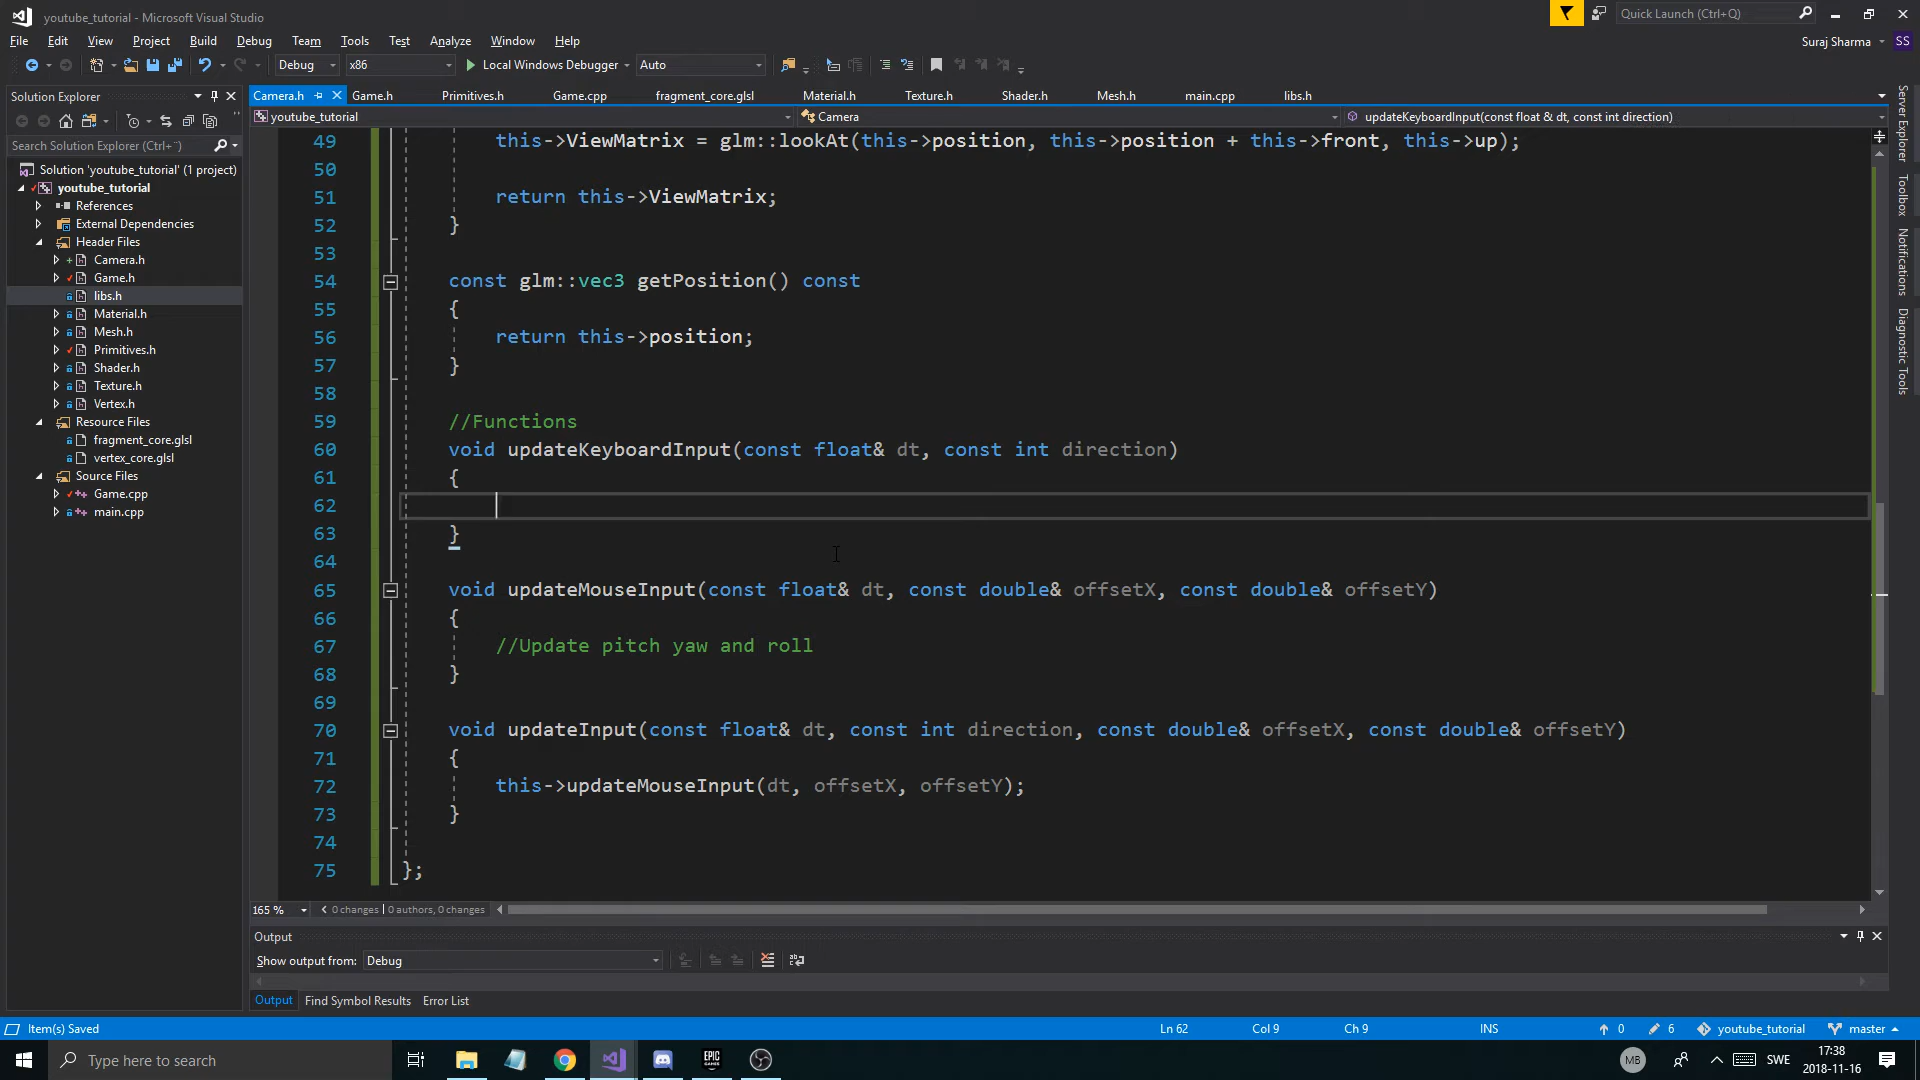 youtube_tutorial - Microsoft Visual Studio
Quick Launch (Ctrl+Q)
File Edit View Project Build Debug Team Tools Test Analyze Window Help
Suraj Sharma SS
Debug x86 Local Windows Debugger Auto
Solution Explorer
Camera.h Game.h Primitives.h Game.cpp fragment_core.glsl Material.h Texture.h Shader.h Mesh.h main.cpp libs.h
youtube_tutorial Camera updateKeyboardInput(const float & dt, const int direction)
Search Solution Explorer (Ctrl+¨)
Solution 'youtube_tutorial' (1 project)
youtube_tutorial
References
External Dependencies
Header Files
Camera.h
Game.h
libs.h
Material.h
Mesh.h
Primitives.h
Shader.h
Texture.h
Vertex.h
Resource Files
fragment_core.glsl
vertex_core.glsl
Source Files
Game.cpp
main.cpp
49 this->ViewMatrix = glm::lookAt(this->position, this->position + this->front, this->up);
50
51 return this->ViewMatrix;
52 }
53
54 const glm::vec3 getPosition() const
55 {
56 return this->position;
57 }
58
59 //Functions
60 void updateKeyboardInput(const float& dt, const int direction)
61 {
62
63 }
64
65 void updateMouseInput(const float& dt, const double& offsetX, const double& offsetY)
66 {
67 //Update pitch yaw and roll
68 }
69
70 void updateInput(const float& dt, const int direction, const double& offsetX, const double& offsetY)
71 {
72 this->updateMouseInput(dt, offsetX, offsetY);
73 }
74
75 };
Server Explorer
Toolbox
Notifications
Diagnostic Tools
165 % 0 changes | 0 authors, 0 changes
Output
Show output from: Debug
Output Find Symbol Results Error List
Item(s) Saved Ln 62 Col 9 Ch 9 INS 0 6 youtube_tutorial master
Type here to search
EPIC GAMES
MB
SWE
17:38
2018-11-16